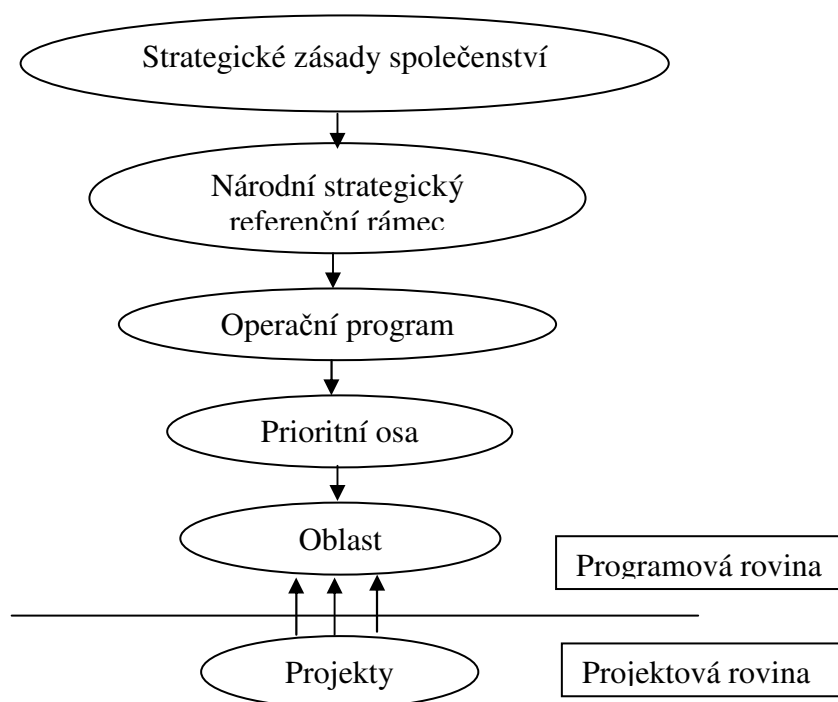 Strategické zásady společenství
Národní strategický
referenční rámec
Operační program
Prioritní osa
Oblast
Programová rovina
Projekty
Projektová rovina